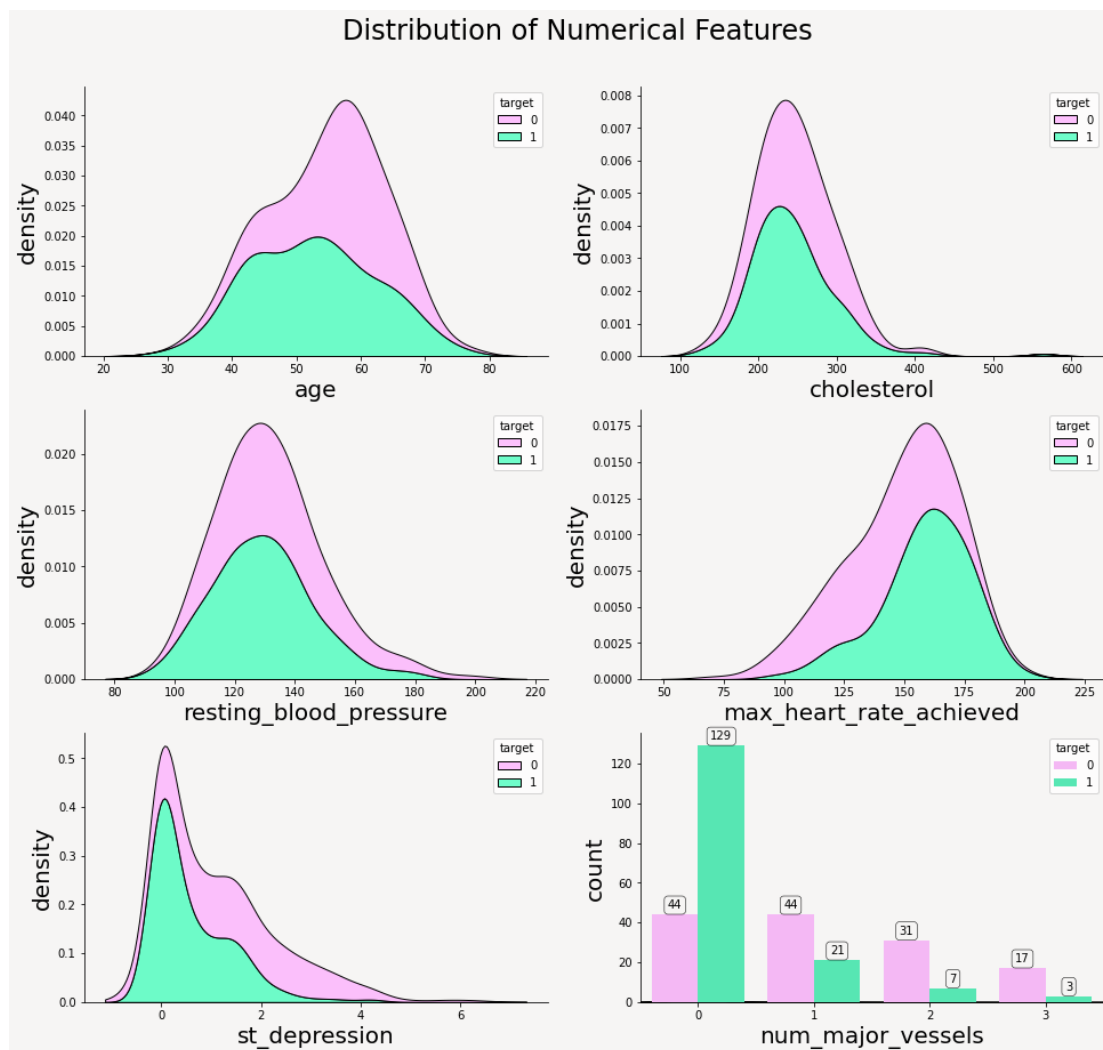 Distribution of Numerical Features
target
0
1
0.040
0.035
0.030
0.025
0.020
0.015
0.010
0.005
0.000
density
20 30 40 50 60 70 80
age
target
0
1
0.008
0.007
0.006
0.005
0.004
0.003
0.002
0.001
0.000
density
100 200 300 400 500 600
cholesterol
target
0
1
0.020
0.015
0.010
0.005
0.000
density
80 100 120 140 160 180 200 220
resting_blood_pressure
target
0
1
0.0175
0.0150
0.0125
0.0100
0.0075
0.0050
0.0025
0.0000
density
50 75 100 125 150 175 200 225
max_heart_rate_achieved
target
0
1
0.5
0.4
0.3
0.2
0.1
0.0
density
0 2 4 6
st_depression
target
0
1
120
100
80
60
40
20
0
count
44 129 44 21 31 7 17 3
0 1 2 3
num_major_vessels